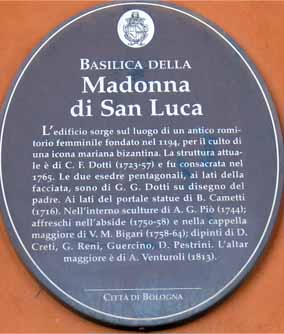 BASILICA DELLA
Madonna
di San Luca
L'edificio sorge sul luogo di un antico romi-
torio femminile fondato nel 1194, per il culto di
una icona mariana bizantina. La struttura attua-
le è di C. F. Dotti (1723-57) e fu consacrata nel
1765. Le due esedre pentagonali, ai lati della
facciata, sono di G. G. Dotti su disegno del
padre. Ai lati del portale statue di B. Cametti
(1716). Nell'interno sculture di A. G. Piò (1744);
affreschi nell'abside (1750-58) e nella cappella
maggiore di V. M. Bigari (1758-64); dipinti di D.
Creti, G. Reni, Guercino, D. Pestrini. L'altar
maggiore è di A. Venturoli (1813).
CITTÀ DI BOLOGNA